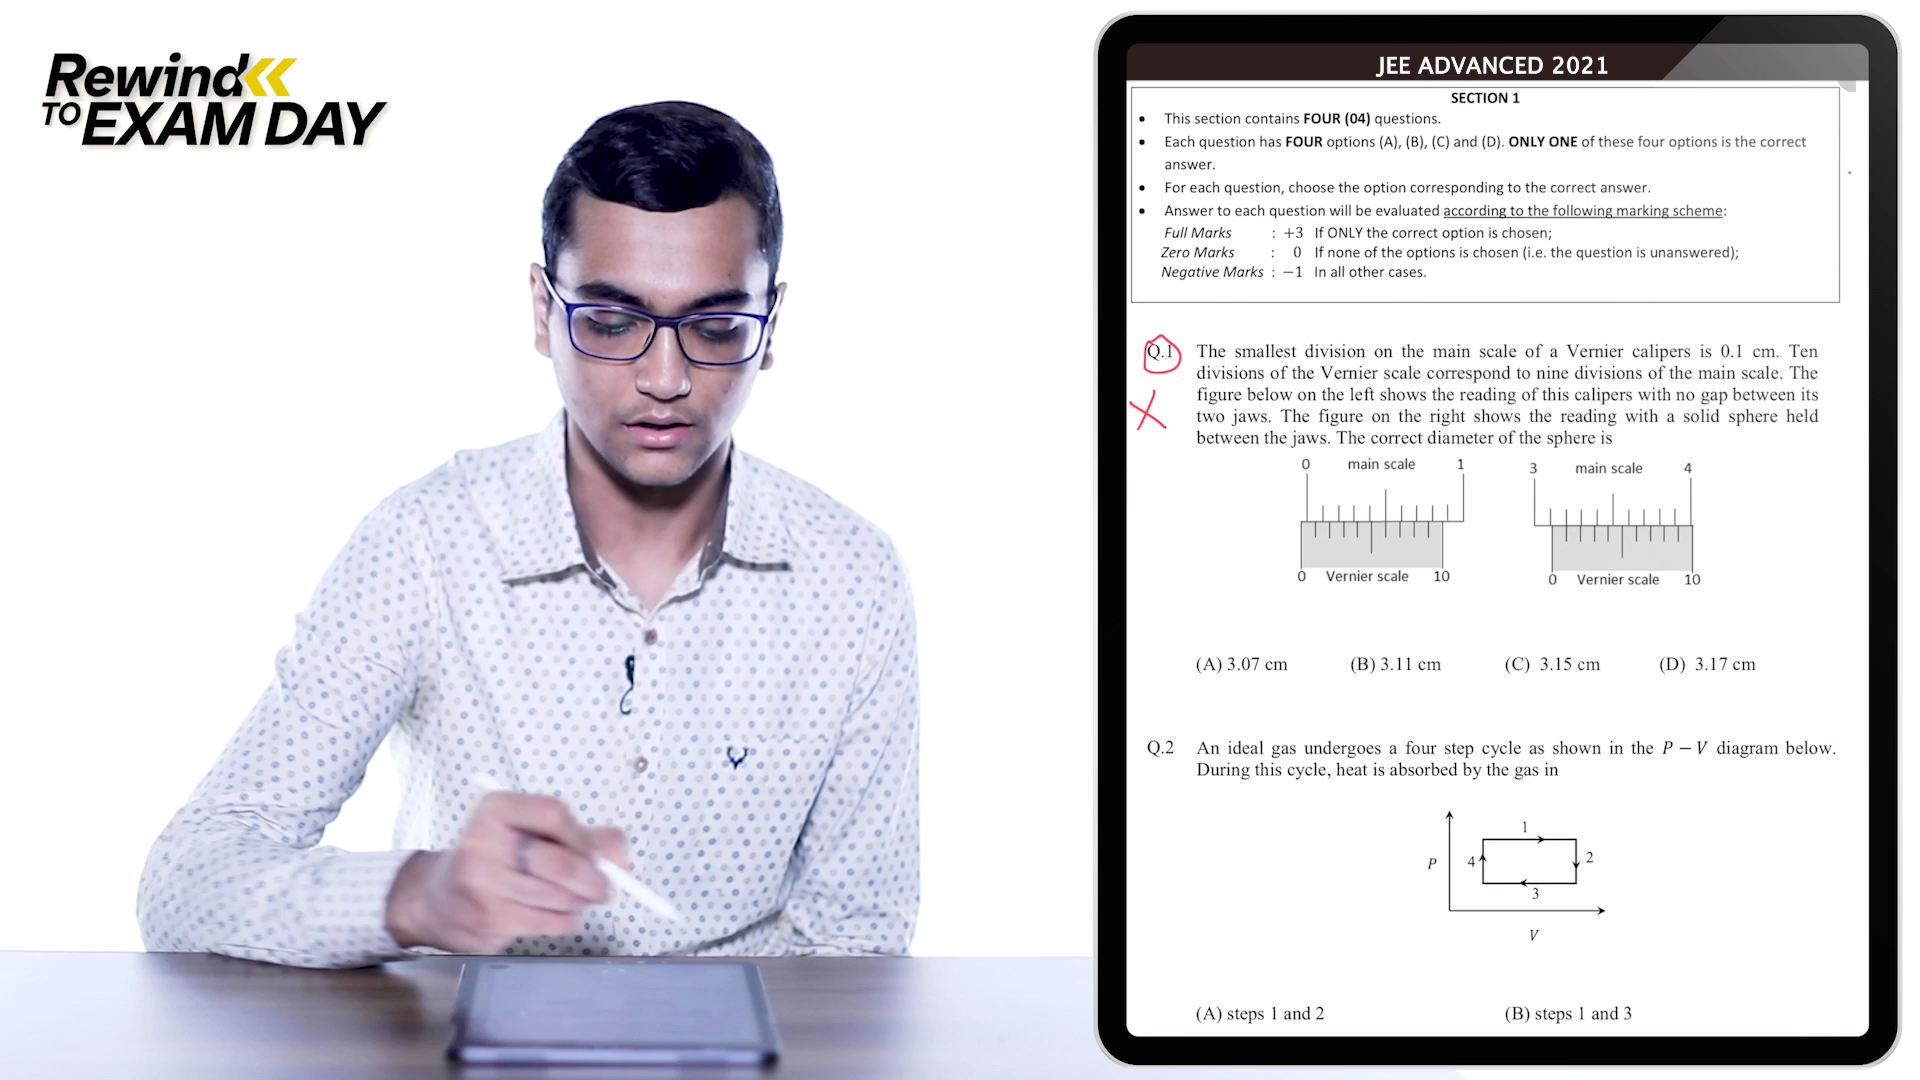 Rewind
TO EXAM DAY
JEE ADVANCED 2021
SECTION 1
• This section contains FOUR (04) questions.
• Each question has FOUR options (A), (B), (C) and (D). ONLY ONE of these four options is the correct
answer.
• For each question, choose the option corresponding to the correct answer.
• Answer to each question will be evaluated according to the following marking scheme:
Full Marks : +3 If ONLY the correct option is chosen;
Zero Marks : 0 If none of the options is chosen (i.e. the question is unanswered);
Negative Marks : −1 In all other cases.
Q.1 The smallest division on the main scale of a Vernier calipers is 0.1 cm. Ten
divisions of the Vernier scale correspond to nine divisions of the main scale. The
figure below on the left shows the reading of this calipers with no gap between its
two jaws. The figure on the right shows the reading with a solid sphere held
between the jaws. The correct diameter of the sphere is
0 main scale 1
3 main scale 4
0 Vernier scale 10
0 Vernier scale 10
(A) 3.07 cm (B) 3.11 cm (C) 3.15 cm (D) 3.17 cm
Q.2 An ideal gas undergoes a four step cycle as shown in the P − V diagram below.
During this cycle, heat is absorbed by the gas in
1
P 4 2
3
V
(A) steps 1 and 2 (B) steps 1 and 3